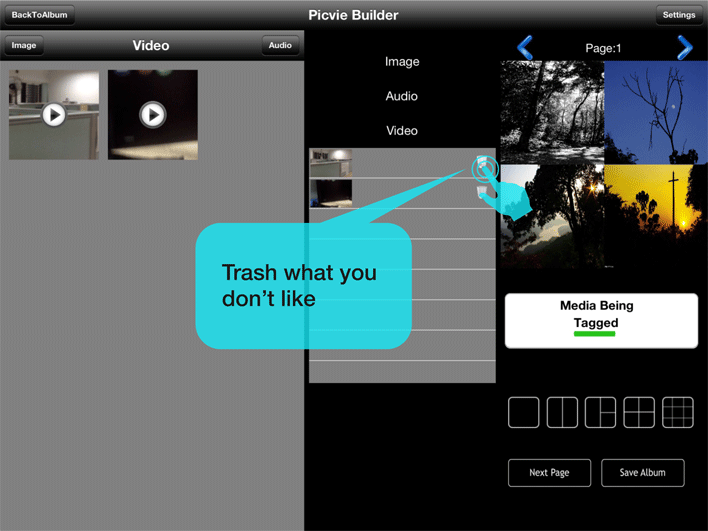 BackToAlbum
Picvie Builder
Settings
Image
Video
Audio
Image
Audio
Video
Trash what you
don't like
Page:1
Media Being
Tagged
Next Page
Save Album